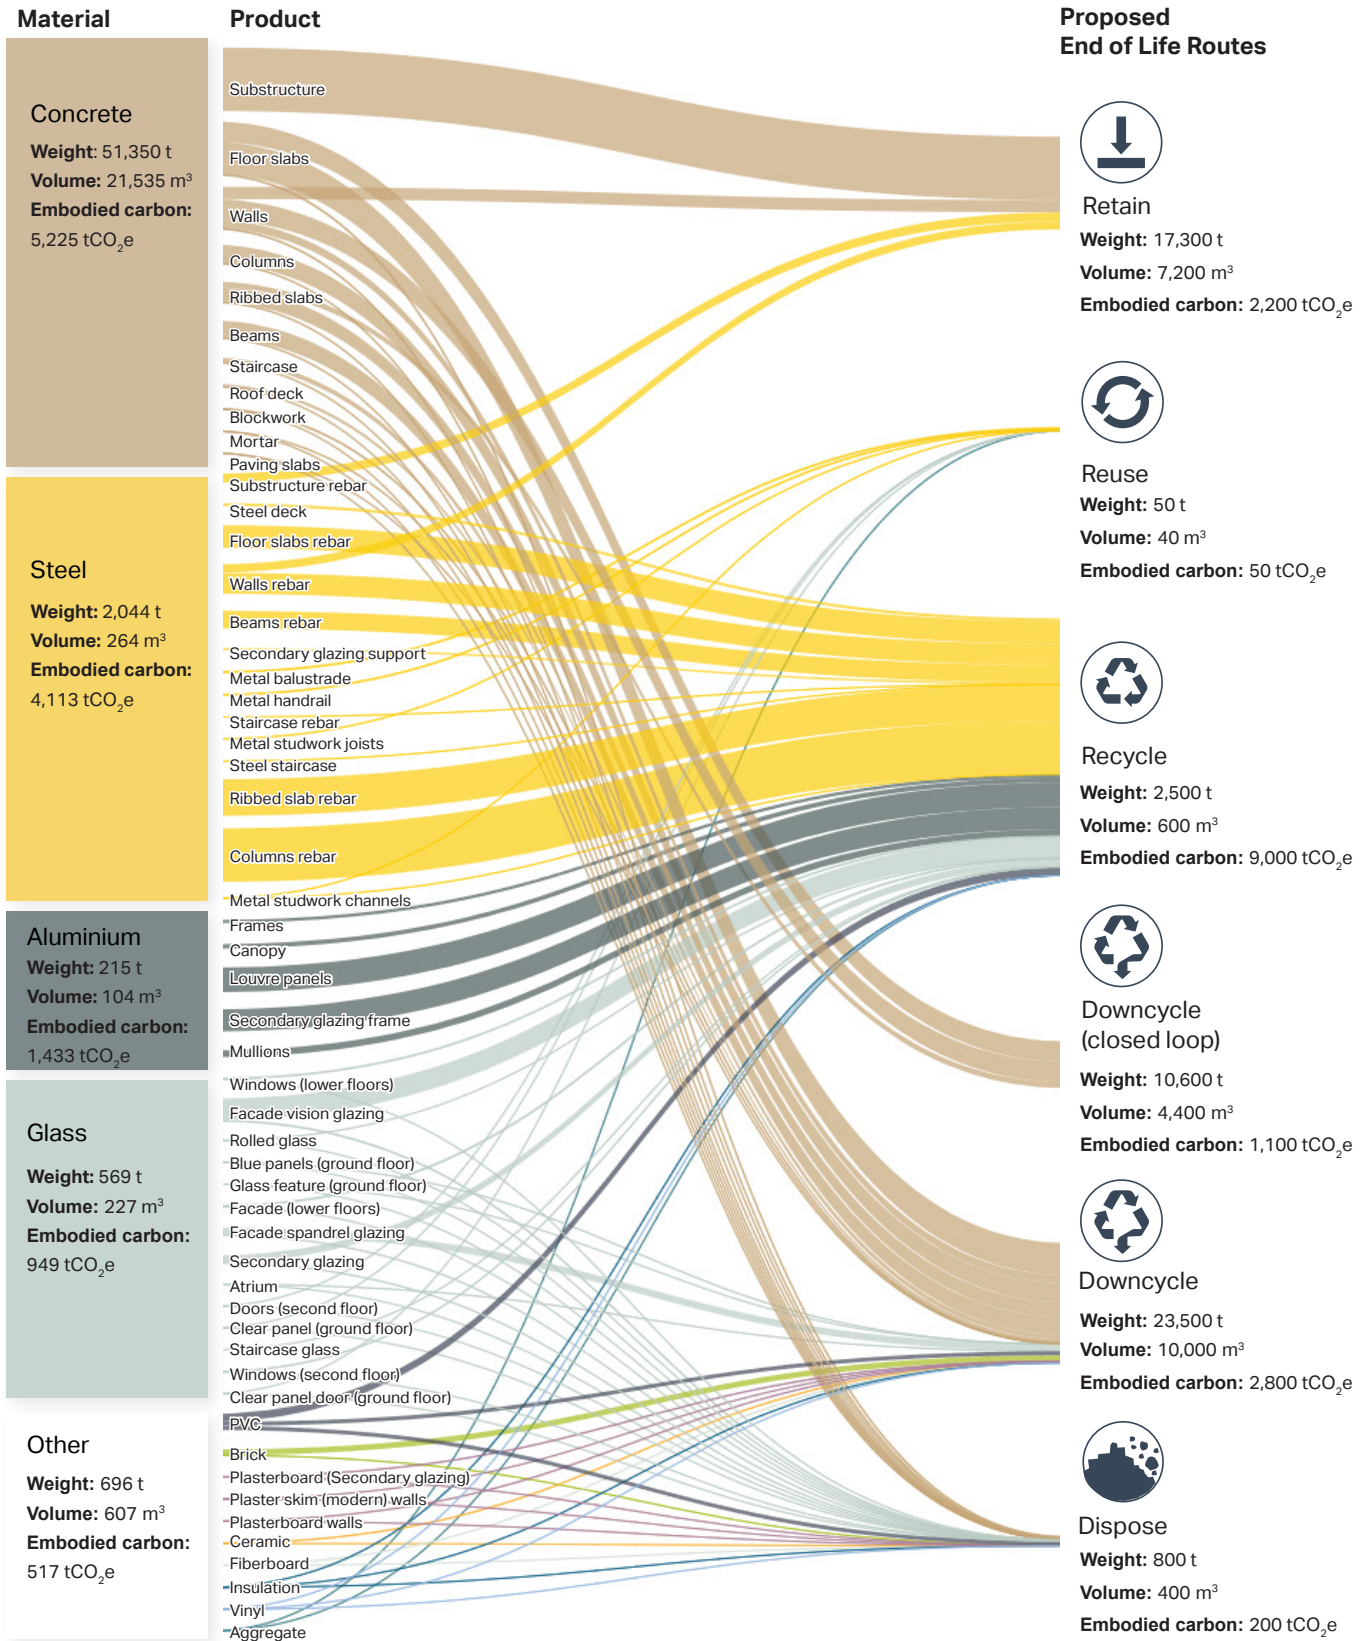 Material
Product
Proposed
End of Life Routes
Concrete
Weight: 51,350 t
Volume: 21,535 m³
Embodied carbon:
5,225 tCO₂e
Steel
Weight: 2,044 t
Volume: 264 m³
Embodied carbon:
4,113 tCO₂e
Aluminium
Weight: 215 t
Volume: 104 m³
Embodied carbon:
1,433 tCO₂e
Glass
Weight: 569 t
Volume: 227 m³
Embodied carbon:
949 tCO₂e
Other
Weight: 696 t
Volume: 607 m³
Embodied carbon:
517 tCO₂e
Substructure
Floor slabs
Walls
Columns
Ribbed slabs
Beams
Staircase
Roof deck
Blockwork
Mortar
Paving slabs
Substructure rebar
Steel deck
Floor slabs rebar
Walls rebar
Beams rebar
Secondary glazing support
Metal balustrade
Metal handrail
Staircase rebar
Metal studwork joists
Steel staircase
Ribbed slab rebar
Columns rebar
Metal studwork channels
Frames
Canopy
Louvre panels
Secondary glazing frame
Mullions
Windows (lower floors)
Facade vision glazing
Rolled glass
Blue panels (ground floor)
Glass feature (ground floor)
Facade (lower floors)
Facade spandrel glazing
Secondary glazing
Atrium
Doors (second floor)
Clear panel (ground floor)
Staircase glass
Windows (second floor)
Clear panel door (ground floor)
PVC
Brick
Plasterboard (Secondary glazing)
Plaster skim (modern) walls
Plasterboard walls
Ceramic
Fiberboard
Insulation
Vinyl
Aggregate
Retain
Weight: 17,300 t
Volume: 7,200 m³
Embodied carbon: 2,200 tCO₂e
Reuse
Weight: 50 t
Volume: 40 m³
Embodied carbon: 50 tCO₂e
Recycle
Weight: 2,500 t
Volume: 600 m³
Embodied carbon: 9,000 tCO₂e
Downcycle
(closed loop)
Weight: 10,600 t
Volume: 4,400 m³
Embodied carbon: 1,100 tCO₂e
Downcycle
Weight: 23,500 t
Volume: 10,000 m³
Embodied carbon: 2,800 tCO₂e
Dispose
Weight: 800 t
Volume: 400 m³
Embodied carbon: 200 tCO₂e